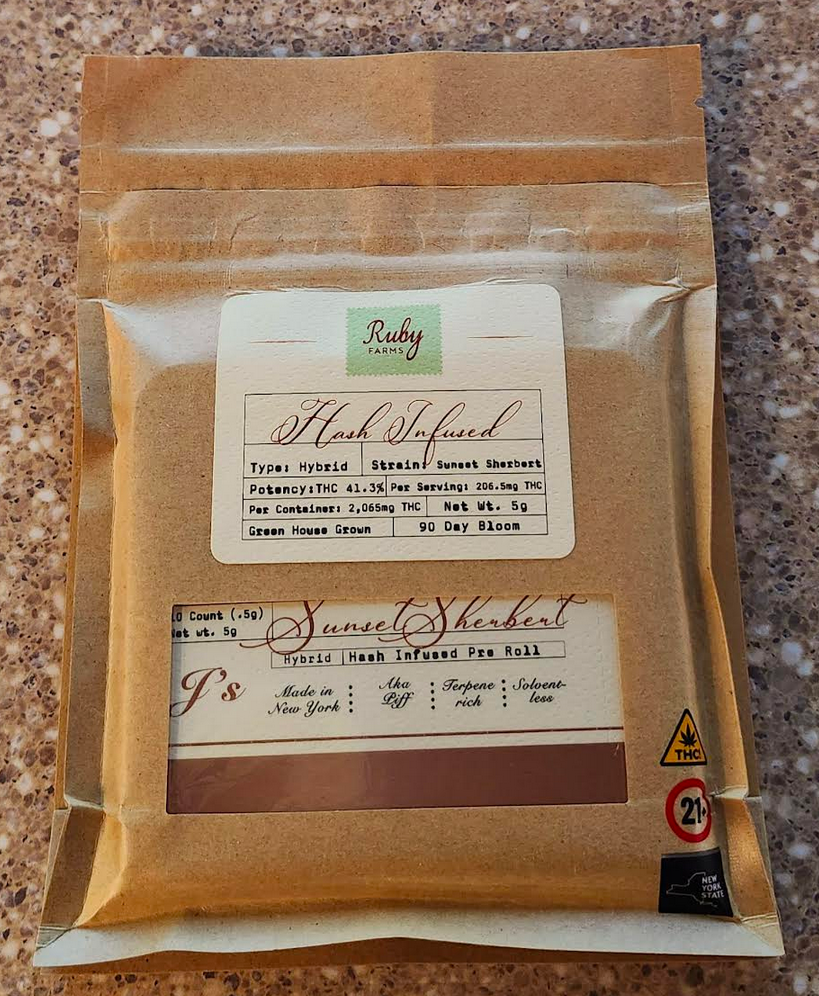 Ruby
FARMS
Hash Infused
Type: Hybrid Strain: Sunset Sherbert
Potency:THC 41.3% Per Serving: 206.5mg THC
Per Container: 2,065mg THC Net Wt. 5g
Green House Grown 90 Day Bloom
10 Count (.5g) Sunset Sherbert
Net wt. 5g
Hybrid Hash Infused Pre Roll
J's
Made in Aka Terpene Solvent-
New York Piff rich less
THC!
21+
NEW
YORK
STATE